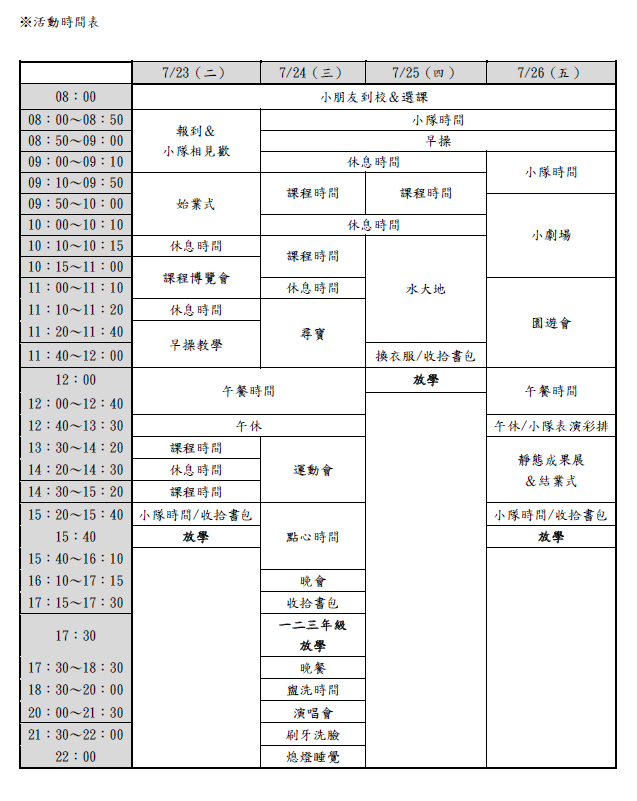 ※活動時間表
7/23（二） 7/24（三） 7/25（四） 7/26（五）
08：00 小朋友到校＆選課
08：00～08：50 報到＆ 小隊時間
08：50～09：00 小隊相見歡 早操
09：00～09：10 休息時間 小隊時間
09：10～09：50 始業式 課程時間 課程時間
09：50～10：00 小劇場
10：00～10：10 休息時間
10：10～10：15 休息時間 課程時間 水大地
10：15～11：00 課程博覽會
11：00～11：10 休息時間 園遊會
11：10～11：20 休息時間 尋寶
11：20～11：40 早操教學
11：40～12：00 換衣服/收拾書包
12：00 午餐時間 放學 午餐時間
12：00～12：40
12：40～13：30 午休 午休/小隊表演彩排
13：30～14：20 課程時間 運動會 靜態成果展
14：20～14：30 休息時間 ＆結業式
14：30～15：20 課程時間
15：20～15：40 小隊時間/收拾書包 點心時間 小隊時間/收拾書包
15：40 放學 放學
15：40～16：10
16：10～17：15 晚會
17：15～17：30 收拾書包
17：30 一二三年級
放學
17：30～18：30 晚餐
18：30～20：00 盥洗時間
20：00～21：30 演唱會
21：30～22：00 刷牙洗臉
22：00 熄燈睡覺